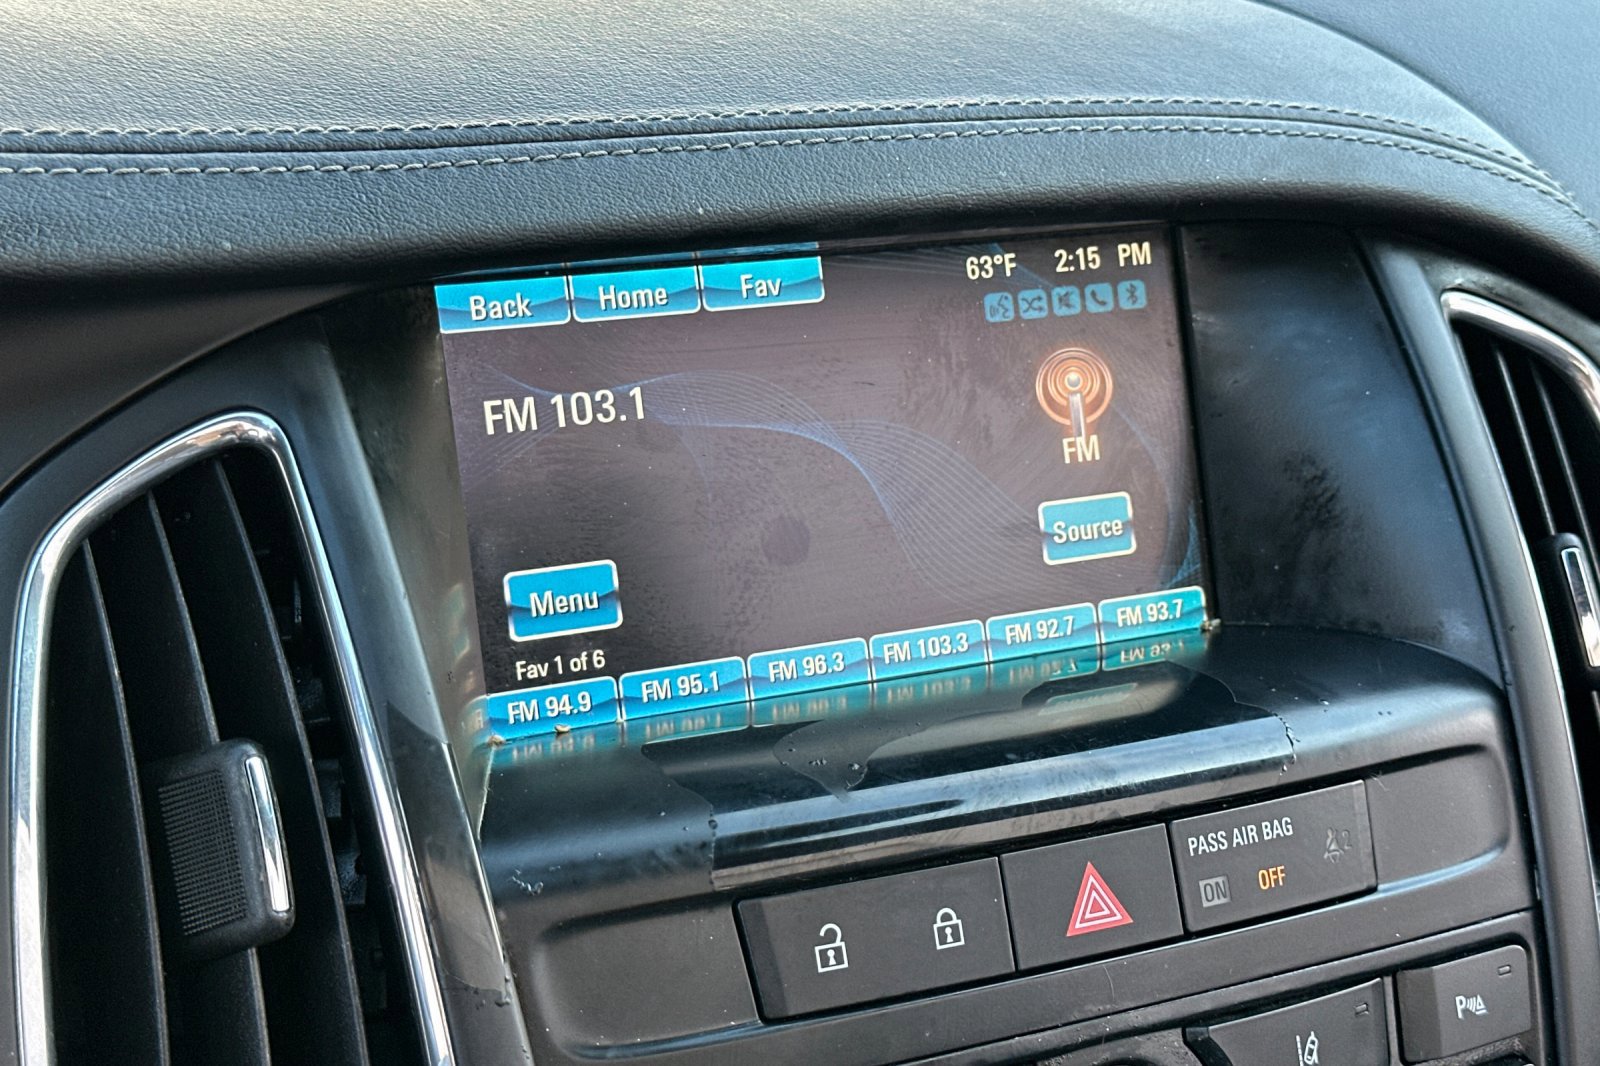 Back Home Fav
63°F 2:15 PM
FM 103.1
FM
Source
Menu
Fav 1 of 6
FM 94.9 FM 95.1 FM 96.3 FM 103.3 FM 92.7 FM 93.7
PASS AIR BAG
ON OFF
2
P